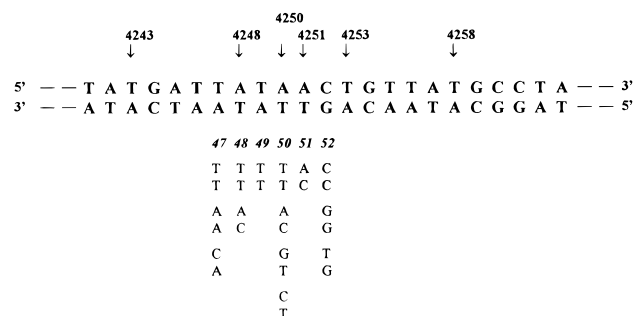 4250
4243 4248 4251 4253 4258
↓ ↓ ↓ ↓ ↓ ↓
5' — — T A T G A T T A T A A C T G T T A T G C C T A — — 3'
3' — — A T A C T A A T A T T G A C A A T A C G G A T — — 5'
47 48 49 50 51 52
T T T T A C
T T T T C C
A A A G
A C C G
C G T
A T G
C
T